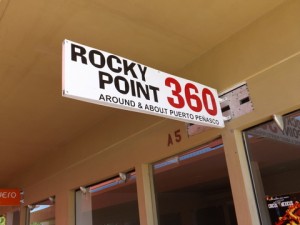 ROCKY
POINT 360
AROUND & ABOUT PUERTO PEÑASCO
A5